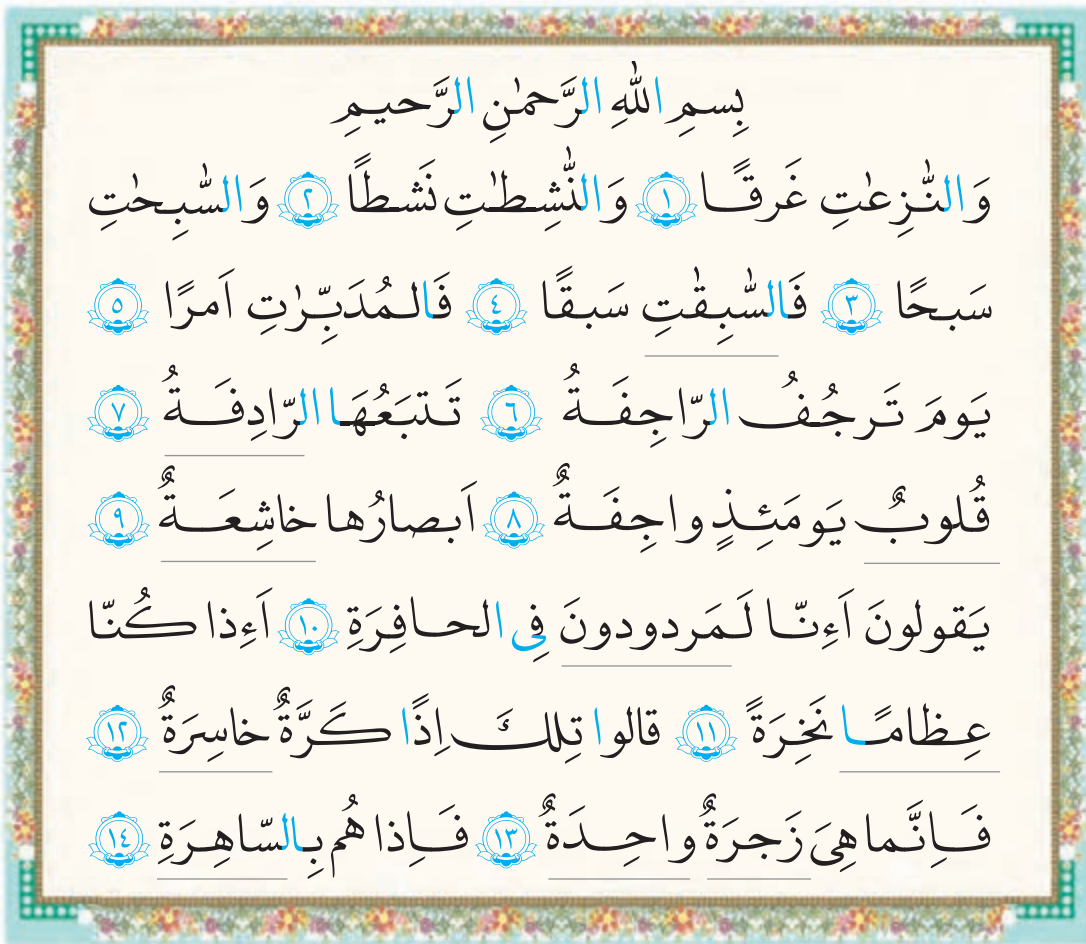 بِسمِ اللّٰهِ الرَّحمٰنِ الرَّحيمِ
وَالنّٰزِعٰتِ غَرقًا ١ وَالنّٰشِطٰتِ نَشطًا ٢ وَالسّٰبِحٰتِ
سَبحًا ٣ فَالسّٰبِقٰتِ سَبقًا ٤ فَالمُدَبِّرٰتِ اَمرًا ٥
يَومَ تَرجُفُ الرّاجِفَةُ ٦ تَتبَعُهَا الرّادِفَةُ ٧
قُلوبٌ يَومَئِذٍ واجِفَةٌ ٨ اَبصارُها خاشِعَةٌ ٩
يَقولونَ اَءِنّا لَمَردودونَ فِی الحافِرَةِ ١٠ اَءِذا كُنّا
عِظامًا نَخِرَةً ١١ قالوا تِلكَ اِذًا كَرَّةٌ خاسِرَةٌ ١٢
فَاِنَّما هِیَ زَجرَةٌ واحِدَةٌ ١٣ فَاِذا هُم بِالسّاهِرَةِ ١٤